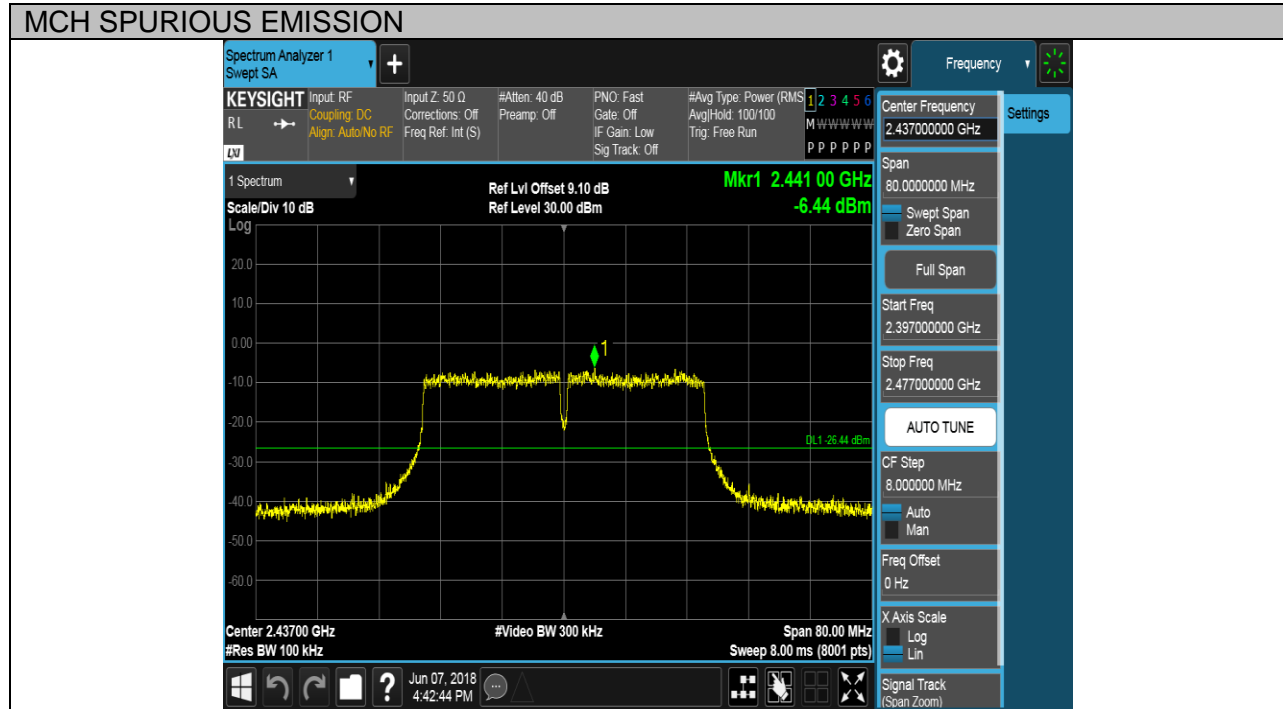 MCH SPURIOUS EMISSION
Spectrum Analyzer 1
Swept SA
+
Frequency
KEYSIGHT
RL
LXI
Input: RF
Coupling: DC
Align: Auto/No RF
Input Z: 50 Ω
Corrections: Off
Freq Ref: Int (S)
#Atten: 40 dB
Preamp: Off
PNO: Fast
Gate: Off
IF Gain: Low
Sig Track: Off
#Avg Type: Power (RMS
Avg|Hold: 100/100
Trig: Free Run
1 2 3 4 5 6
M W W W W W
P P P P P P
Center Frequency
2.437000000 GHz
Settings
Span
80.0000000 MHz
Swept Span
Zero Span
Full Span
Start Freq
2.397000000 GHz
Stop Freq
2.477000000 GHz
AUTO TUNE
CF Step
8.000000 MHz
Auto
Man
Freq Offset
0 Hz
X Axis Scale
Log
Lin
Signal Track
(Span Zoom)
1 Spectrum
Scale/Div 10 dB
Log
Ref Lvl Offset 9.10 dB
Ref Level 30.00 dBm
Mkr1 2.441 00 GHz
-6.44 dBm
20.0
10.0
0.00
1
-10.0
-20.0
DL1 -26.44 dBm
-30.0
-40.0
-50.0
-60.0
Center 2.43700 GHz
#Res BW 100 kHz
#Video BW 300 kHz
Span 80.00 MHz
Sweep 8.00 ms (8001 pts)
?
Jun 07, 2018
4:42:44 PM